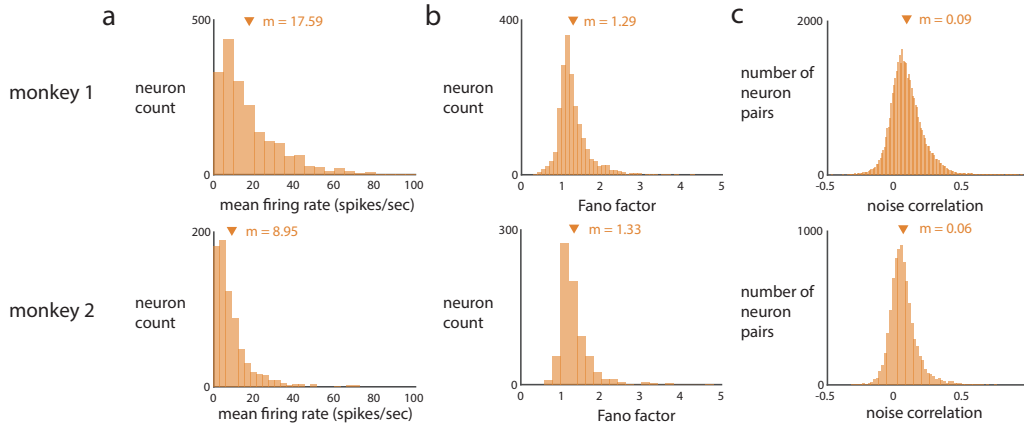 a
b
c
monkey 1
500
neuron
count
0
m = 17.59
0
20
40
60
80
100
mean firing rate (spikes/sec)
400
neuron
count
0
m = 1.29
0
1
2
3
4
5
Fano factor
2000
number of
neuron
pairs
0
m = 0.09
-0.5
0
0.5
noise correlation
monkey 2
200
neuron
count
0
m = 8.95
0
20
40
60
80
100
mean firing rate (spikes/sec)
300
neuron
count
0
m = 1.33
0
1
2
3
4
5
Fano factor
1000
number of
neuron
pairs
0
m = 0.06
-0.5
0
0.5
noise correlation